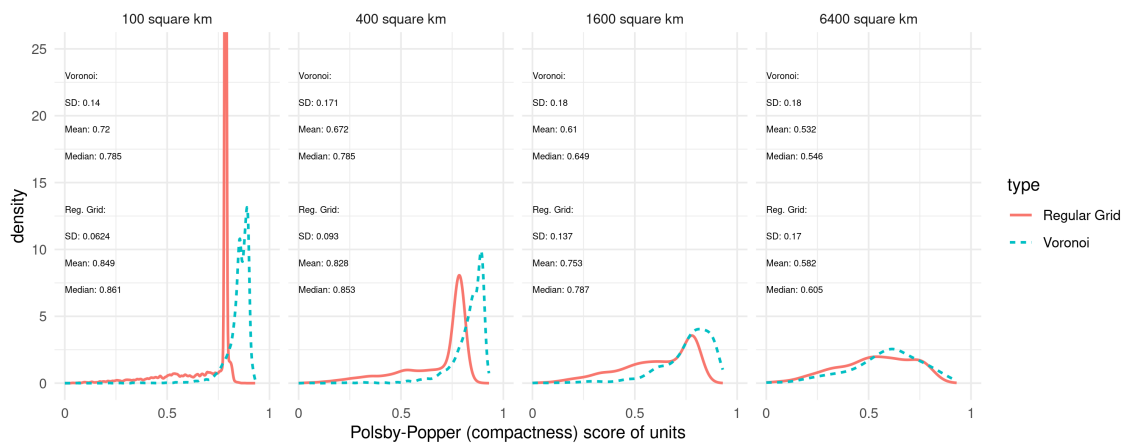 100 square km
400 square km
1600 square km
6400 square km
density
25
20
15
10
5
0
Voronoi:
SD: 0.14
Mean: 0.72
Median: 0.785
Reg. Grid:
SD: 0.0624
Mean: 0.849
Median: 0.861
Voronoi:
SD: 0.171
Mean: 0.672
Median: 0.785
Reg. Grid:
SD: 0.093
Mean: 0.828
Median: 0.853
Voronoi:
SD: 0.18
Mean: 0.61
Median: 0.649
Reg. Grid:
SD: 0.137
Mean: 0.753
Median: 0.787
Voronoi:
SD: 0.18
Mean: 0.532
Median: 0.546
Reg. Grid:
SD: 0.17
Mean: 0.582
Median: 0.605
0 0.5 1
0 0.5 1
0 0.5 1
0 0.5 1
Polsby-Popper (compactness) score of units
type
Regular Grid
Voronoi